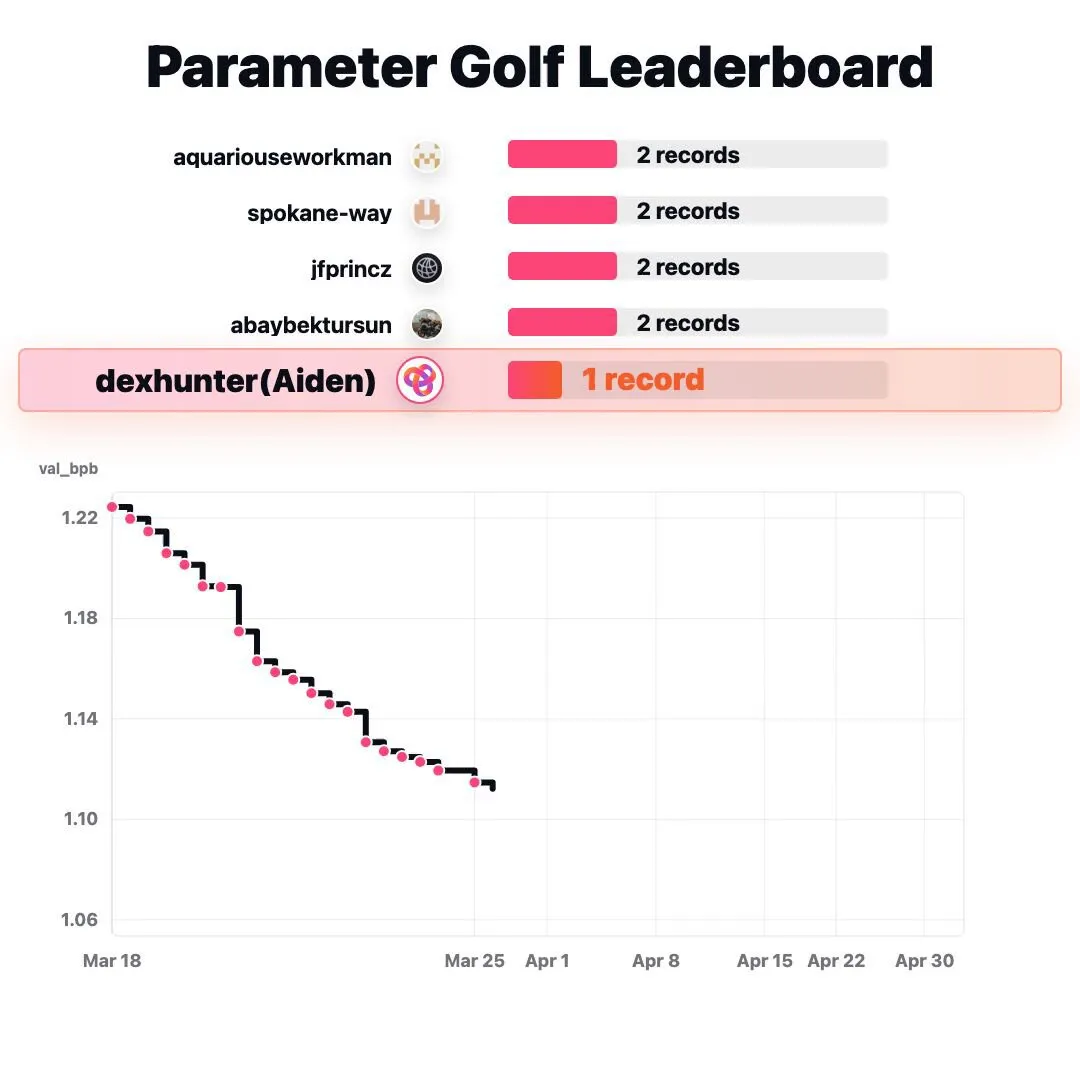 Parameter Golf Leaderboard
aquariouseworkman 2 records
spokane-way 2 records
jfprincz 2 records
abaybektursun 2 records
dexhunter(Aiden) 1 record
val_bpb
1.22
1.18
1.14
1.10
1.06
Mar 18 Mar 25 Apr 1 Apr 8 Apr 15 Apr 22 Apr 30